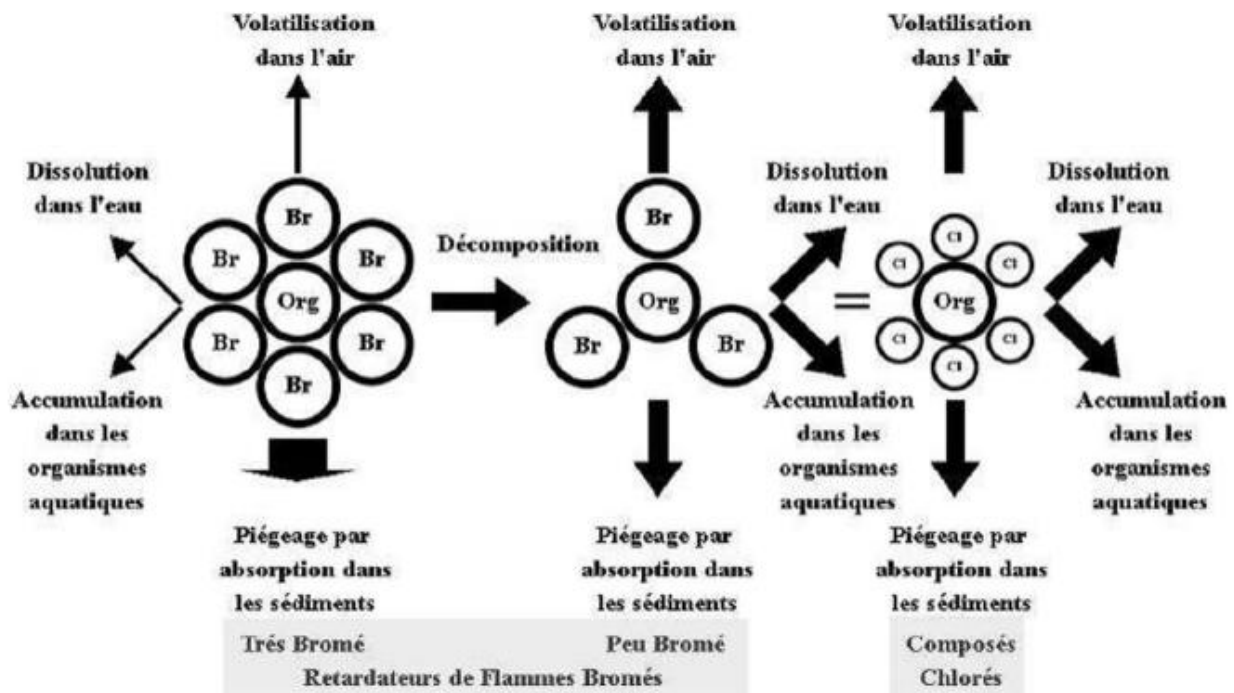 Volatilisation
dans l'air
Volatilisation
dans l'air
Volatilisation
dans l'air
Dissolution
dans l'eau
Dissolution
dans l'eau
Dissolution
dans l'eau
Br
Br
Br
Org
Br
Br
Br
Décomposition
Br
Org
Br
Br
=
Cl
Cl
Cl
Org
Cl
Cl
Cl
Accumulation
dans les
organismes
aquatiques
Accumulation
dans les
organismes
aquatiques
Accumulation
dans les
organismes
aquatiques
Piégeage par
absorption dans
les sédiments
Piégeage par
absorption dans
les sédiments
Piégeage par
absorption dans
les sédiments
Trés Bromé
Peu Bromé
Retardateurs de Flammes Bromés
Composés
Chlorés